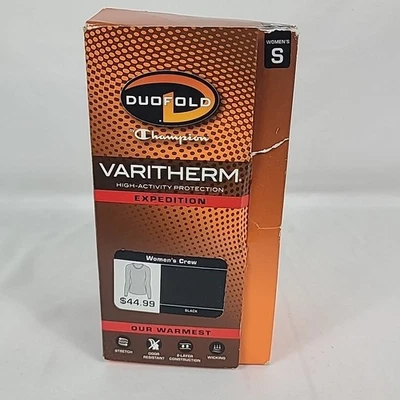 WOMEN'S
S
DUOFOLD
Champion
VARITHERM.
HIGH-ACTIVITY PROTECTION
EXPEDITION
Women's Crew
$44.99
BLACK
OUR WARMEST
STRETCH
ODOR RESISTANT
2-LAYER CONSTRUCTION
WICKING